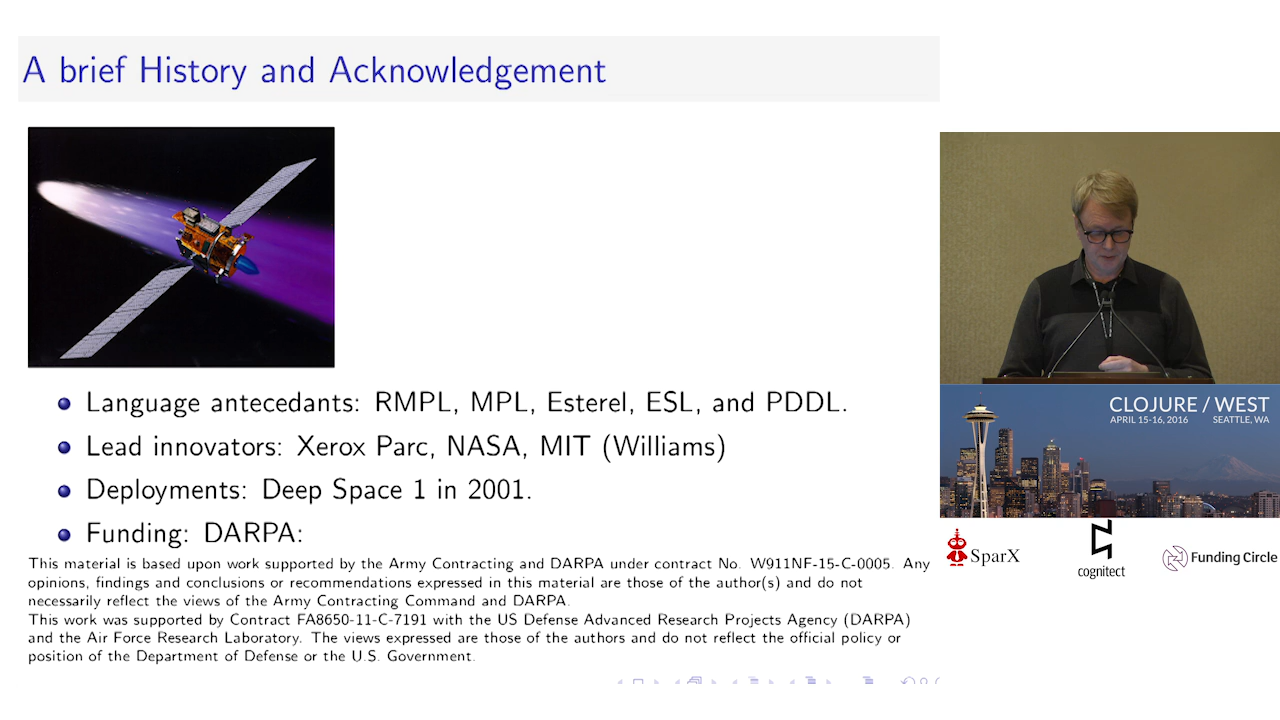 A brief History and Acknowledgement
Language antecedants: RMPL, MPL, Esterel, ESL, and PDDL.
Lead innovators: Xerox Parc, NASA, MIT (Williams)
Deployments: Deep Space 1 in 2001.
Funding: DARPA:
This material is based upon work supported by the Army Contracting and DARPA under contract No. W911NF-15-C-0005. Any
opinions, findings and conclusions or recommendations expressed in this material are those of the author(s) and do not
necessarily reflect the views of the Army Contracting Command and DARPA.
This work was supported by Contract FA8650-11-C-7191 with the US Defense Advanced Research Projects Agency (DARPA)
and the Air Force Research Laboratory. The views expressed are those of the authors and do not reflect the official policy or
position of the Department of Defense or the U.S. Government.
CLOJURE / WEST
APRIL 15-16, 2016 SEATTLE, WA
SparX
cognitect
Funding Circle